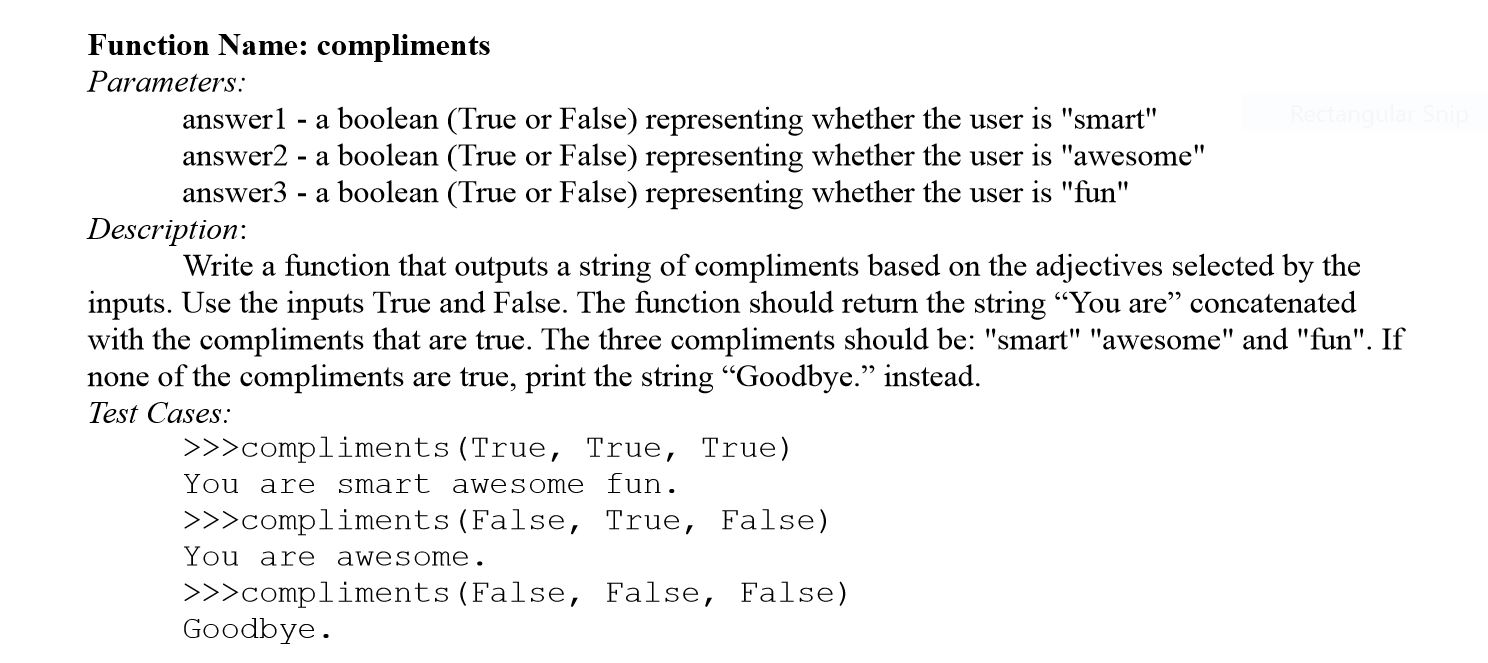 Function Name: compliments
Parameters:
answer1 - a boolean (True or False) representing whether the user is "smart"
Rectangular Snip
answer2 - a boolean (True or False) representing whether the user is "awesome"
answer3 - a boolean (True or False) representing whether the user is "fun"
Description:
Write a function that outputs a string of compliments based on the adjectives selected by the
inputs. Use the inputs True and False. The function should return the string “You are” concatenated
with the compliments that are true. The three compliments should be: "smart" "awesome" and "fun". If
none of the compliments are true, print the string “Goodbye.” instead.
Test Cases:
>>>compliments(True, True, True)
You are smart awesome fun.
>>>compliments(False, True, False)
You are awesome.
>>>compliments(False, False, False)
Goodbye.